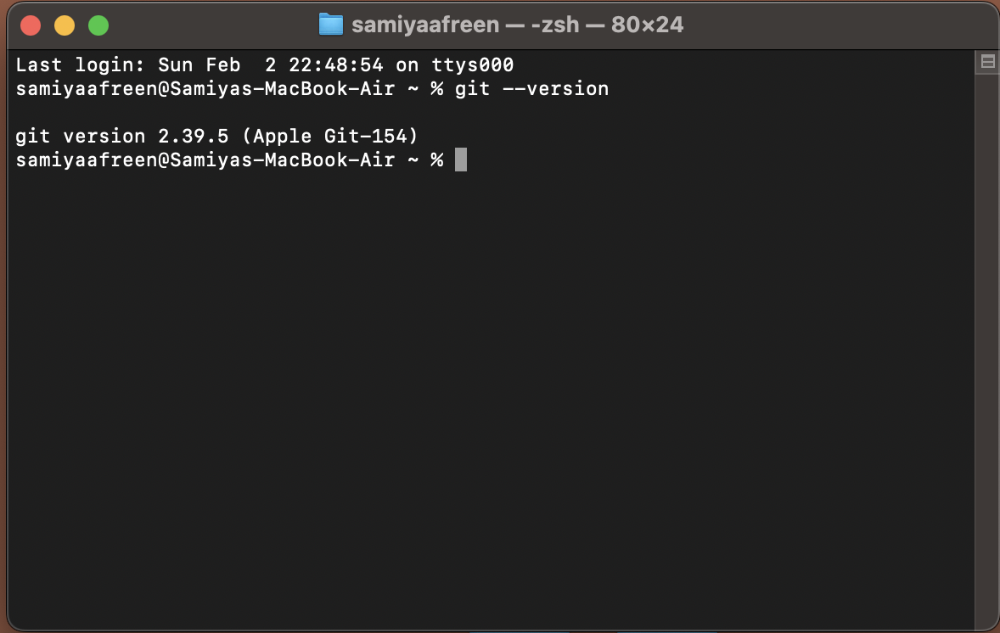 samiyaafreen — -zsh — 80×24
Last login: Sun Feb  2 22:48:54 on ttys000
samiyaafreen@Samiyas-MacBook-Air ~ % git --version
git version 2.39.5 (Apple Git-154)
samiyaafreen@Samiyas-MacBook-Air ~ %